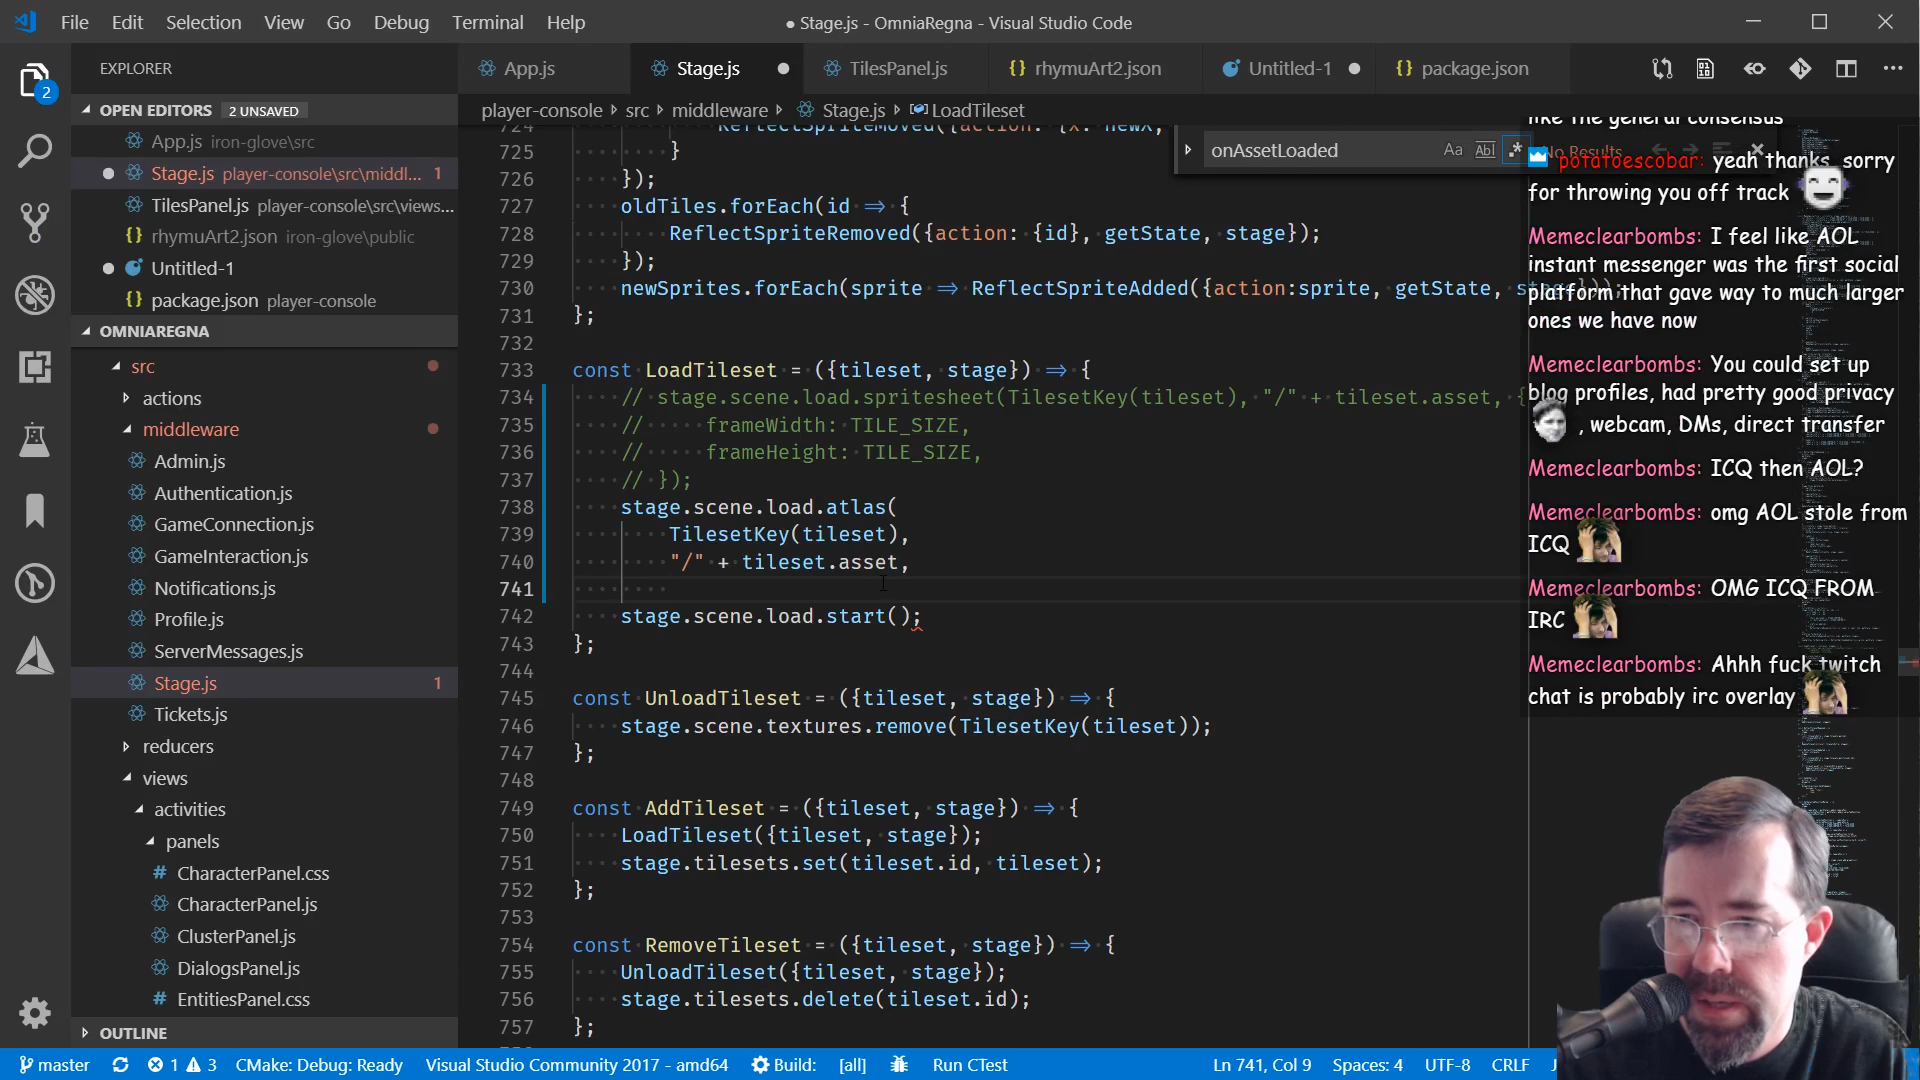 File Edit Selection View Go Debug Terminal Help
● Stage.js - OmniaRegna - Visual Studio Code
EXPLORER
App.js
Stage.js
TilesPanel.js
rhymuArt2.json
Untitled-1
package.json
OPEN EDITORS 2 UNSAVED
App.js iron-glove\src
Stage.js player-console\src\middl... 1
TilesPanel.js player-console\src\views...
rhymuArt2.json iron-glove\public
Untitled-1
package.json player-console
OMNIAREGNA
src
actions
middleware
Admin.js
Authentication.js
GameConnection.js
GameInteraction.js
Notifications.js
Profile.js
ServerMessages.js
Stage.js 1
Tickets.js
reducers
views
activities
panels
CharacterPanel.css
CharacterPanel.js
ClusterPanel.js
DialogsPanel.js
EntitiesPanel.css
OUTLINE
2
player-console src middleware Stage.js LoadTileset
onAssetLoaded Aa Abl .* No Results
724 ReflectSpriteMoved({action: {x: newX,
725 }
726 });
727 oldTiles.forEach(id => {
728 ReflectSpriteRemoved({action: {id}, getState, stage});
729 });
730 newSprites.forEach(sprite => ReflectSpriteAdded({action:sprite, getState, stage}));
731 };
732
733 const LoadTileset = ({tileset, stage}) => {
734 // stage.scene.load.spritesheet(TilesetKey(tileset), "/" + tileset.asset, {
735 // frameWidth: TILE_SIZE,
736 // frameHeight: TILE_SIZE,
737 // });
738 stage.scene.load.atlas(
739 TilesetKey(tileset),
740 "/" + tileset.asset,
741
742 stage.scene.load.start();
743 };
744
745 const UnloadTileset = ({tileset, stage}) => {
746 stage.scene.textures.remove(TilesetKey(tileset));
747 };
748
749 const AddTileset = ({tileset, stage}) => {
750 LoadTileset({tileset, stage});
751 stage.tilesets.set(tileset.id, tileset);
752 };
753
754 const RemoveTileset = ({tileset, stage}) => {
755 UnloadTileset({tileset, stage});
756 stage.tilesets.delete(tileset.id);
757 };
like the general consensus
potatoescobar: yeah thanks, sorry
for throwing you off track
Memeclearbombs: I feel like AOL
instant messenger was the first social
platform that gave way to much larger
ones we have now
Memeclearbombs: You could set up
blog profiles, had pretty good privacy
, webcam, DMs, direct transfer
Memeclearbombs: ICQ then AOL?
Memeclearbombs: omg AOL stole from
ICQ
Memeclearbombs: OMG ICQ FROM
IRC
Memeclearbombs: Ahhh fuck twitch
chat is probably irc overlay
master 1 3 CMake: Debug: Ready Visual Studio Community 2017 - amd64 Build: [all] Run CTest Ln 741, Col 9 Spaces: 4 UTF-8 CRLF